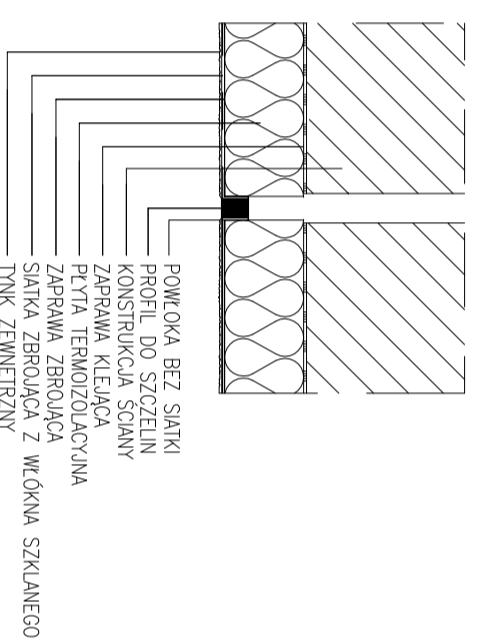 POWŁOKA BEZ SIATKI
PROFIL DO SZCZELIN
KONSTRUKCJA ŚCIANY
ZAPRAWA KLEJĄCA
PŁYTA TERMOIZOLACYJNA
ZAPRAWA ZBROJĄCA
SIATKA ZBROJĄCA Z WŁÓKNA SZKLANEGO
TYNK ZEWNĘTRZNY